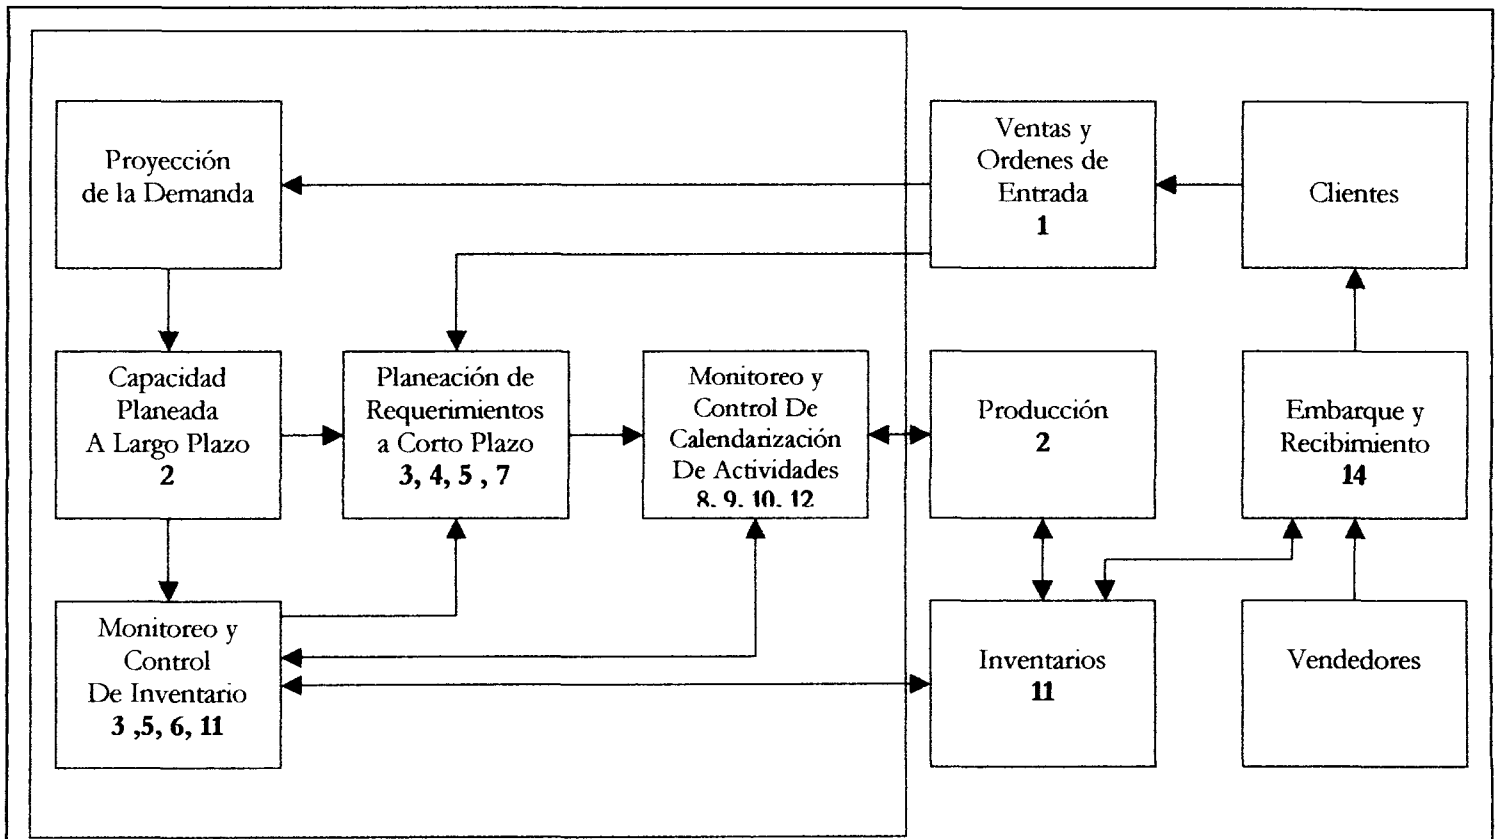 Proyección
de la Demanda
Ventas y
Ordenes de
Entrada
1
Clientes
Capacidad
Planeada
A Largo Plazo
2
Planeación de
Requerimientos
a Corto Plazo
3, 4, 5 , 7
Monitoreo y
Control De
Calendarización
De Actividades
8, 9, 10, 12
Producción
2
Embarque y
Recibimiento
14
Monitoreo y
Control
De Inventario
3 ,5, 6, 11
Inventarios
11
Vendedores